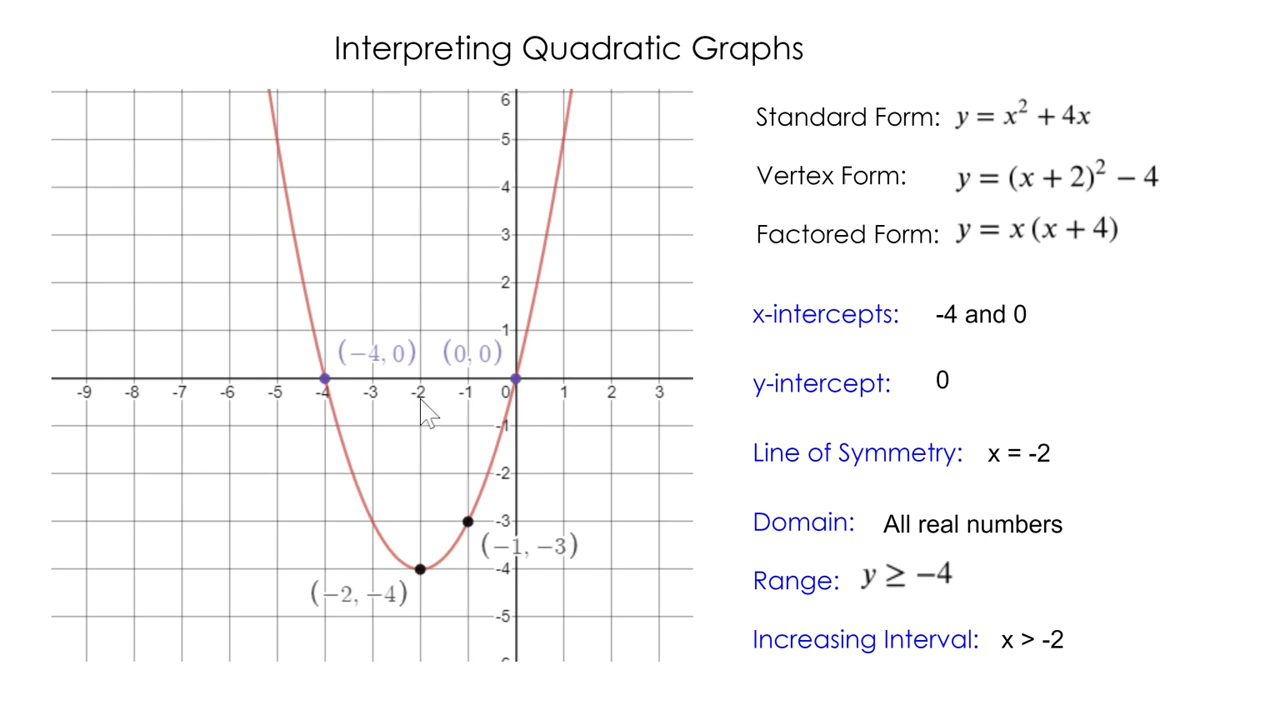 Interpreting Quadratic Graphs
Standard Form: y = x² + 4x
Vertex Form: y = (x + 2)² − 4
Factored Form: y = x (x + 4)
x-intercepts: -4 and 0
y-intercept: 0
Line of Symmetry: x = -2
Domain: All real numbers
Range: y ≥ −4
Increasing Interval: x > -2
6
5
4
3
2
1
(−4, 0) (0, 0)
-9 -8 -7 -6 -5 -4 -3 -2 -1 0 1 2 3
-1
-2
-3
(−1, −3)
-4
(−2, −4)
-5